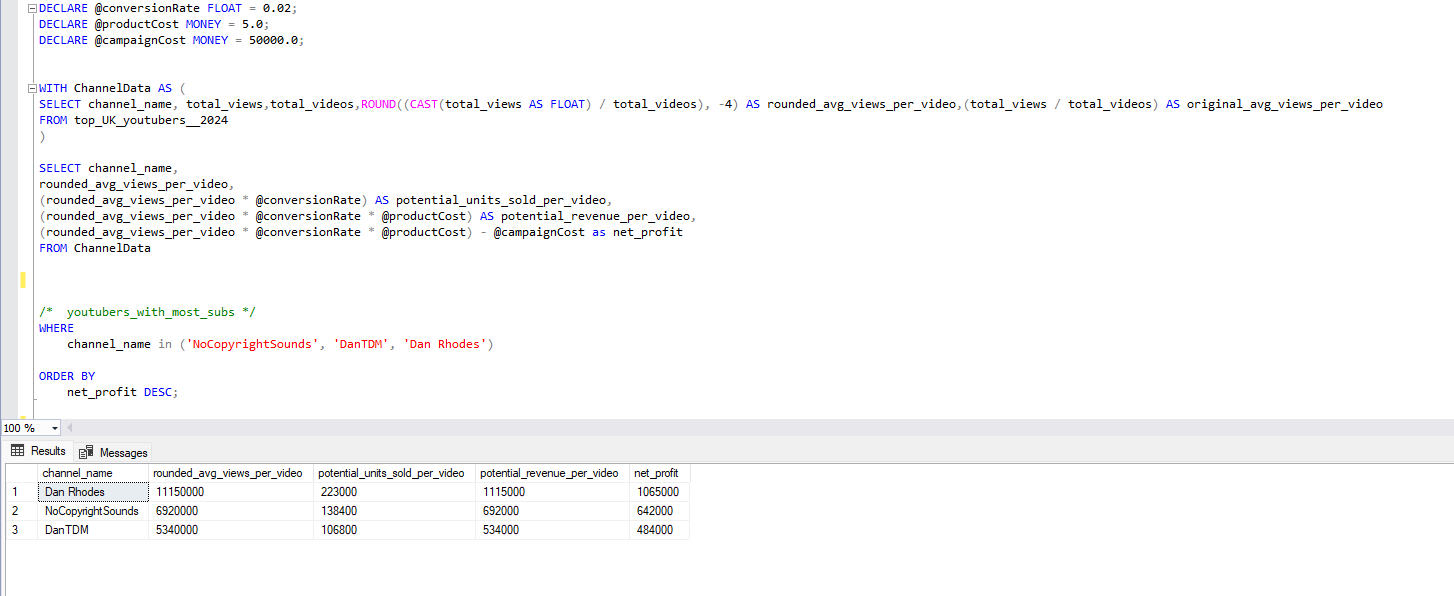 DECLARE @conversionRate FLOAT = 0.02;
DECLARE @productCost MONEY = 5.0;
DECLARE @campaignCost MONEY = 50000.0;
WITH ChannelData AS (
SELECT channel_name, total_views,total_videos,ROUND((CAST(total_views AS FLOAT) / total_videos), -4) AS rounded_avg_views_per_video,(total_views / total_videos) AS original_avg_views_per_video
FROM top_UK_youtubers__2024
)
SELECT channel_name,
rounded_avg_views_per_video,
(rounded_avg_views_per_video * @conversionRate) AS potential_units_sold_per_video,
(rounded_avg_views_per_video * @conversionRate * @productCost) AS potential_revenue_per_video,
(rounded_avg_views_per_video * @conversionRate * @productCost) - @campaignCost as net_profit
FROM ChannelData
/*  youtubers_with_most_subs */
WHERE
    channel_name in ('NoCopyrightSounds', 'DanTDM', 'Dan Rhodes')
ORDER BY
    net_profit DESC;
100 %
Results Messages
channel_name rounded_avg_views_per_video potential_units_sold_per_video potential_revenue_per_video net_profit
1 Dan Rhodes 11150000 223000 1115000 1065000
2 NoCopyrightSounds 6920000 138400 692000 642000
3 DanTDM 5340000 106800 534000 484000